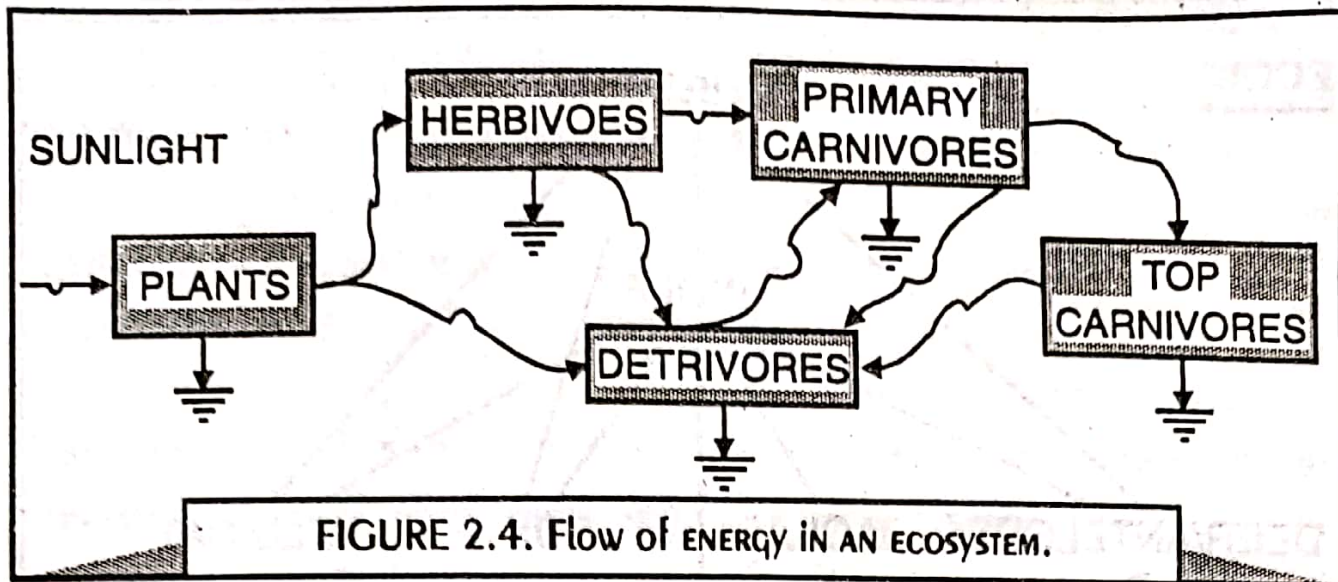 SUNLIGHT
PLANTS
HERBIVOES
PRIMARY
CARNIVORES
TOP
CARNIVORES
DETRIVORES
FIGURE 2.4. Flow of ENERGY IN AN ECOSYSTEM.